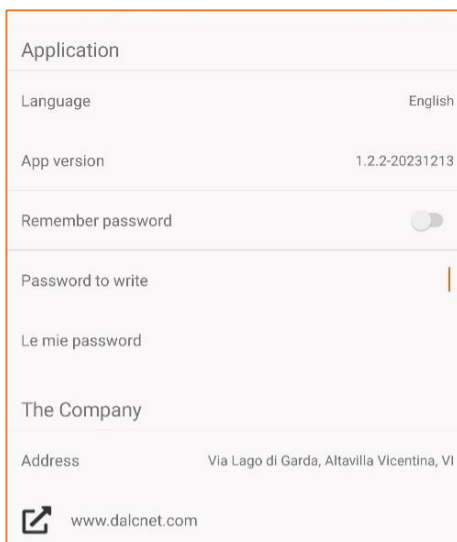 Application
Language English
App version 1.2.2-20231213
Remember password
Password to write
Le mie password
The Company
Address Via Lago di Garda, Altavilla Vicentina, VI
www.dalcnet.com